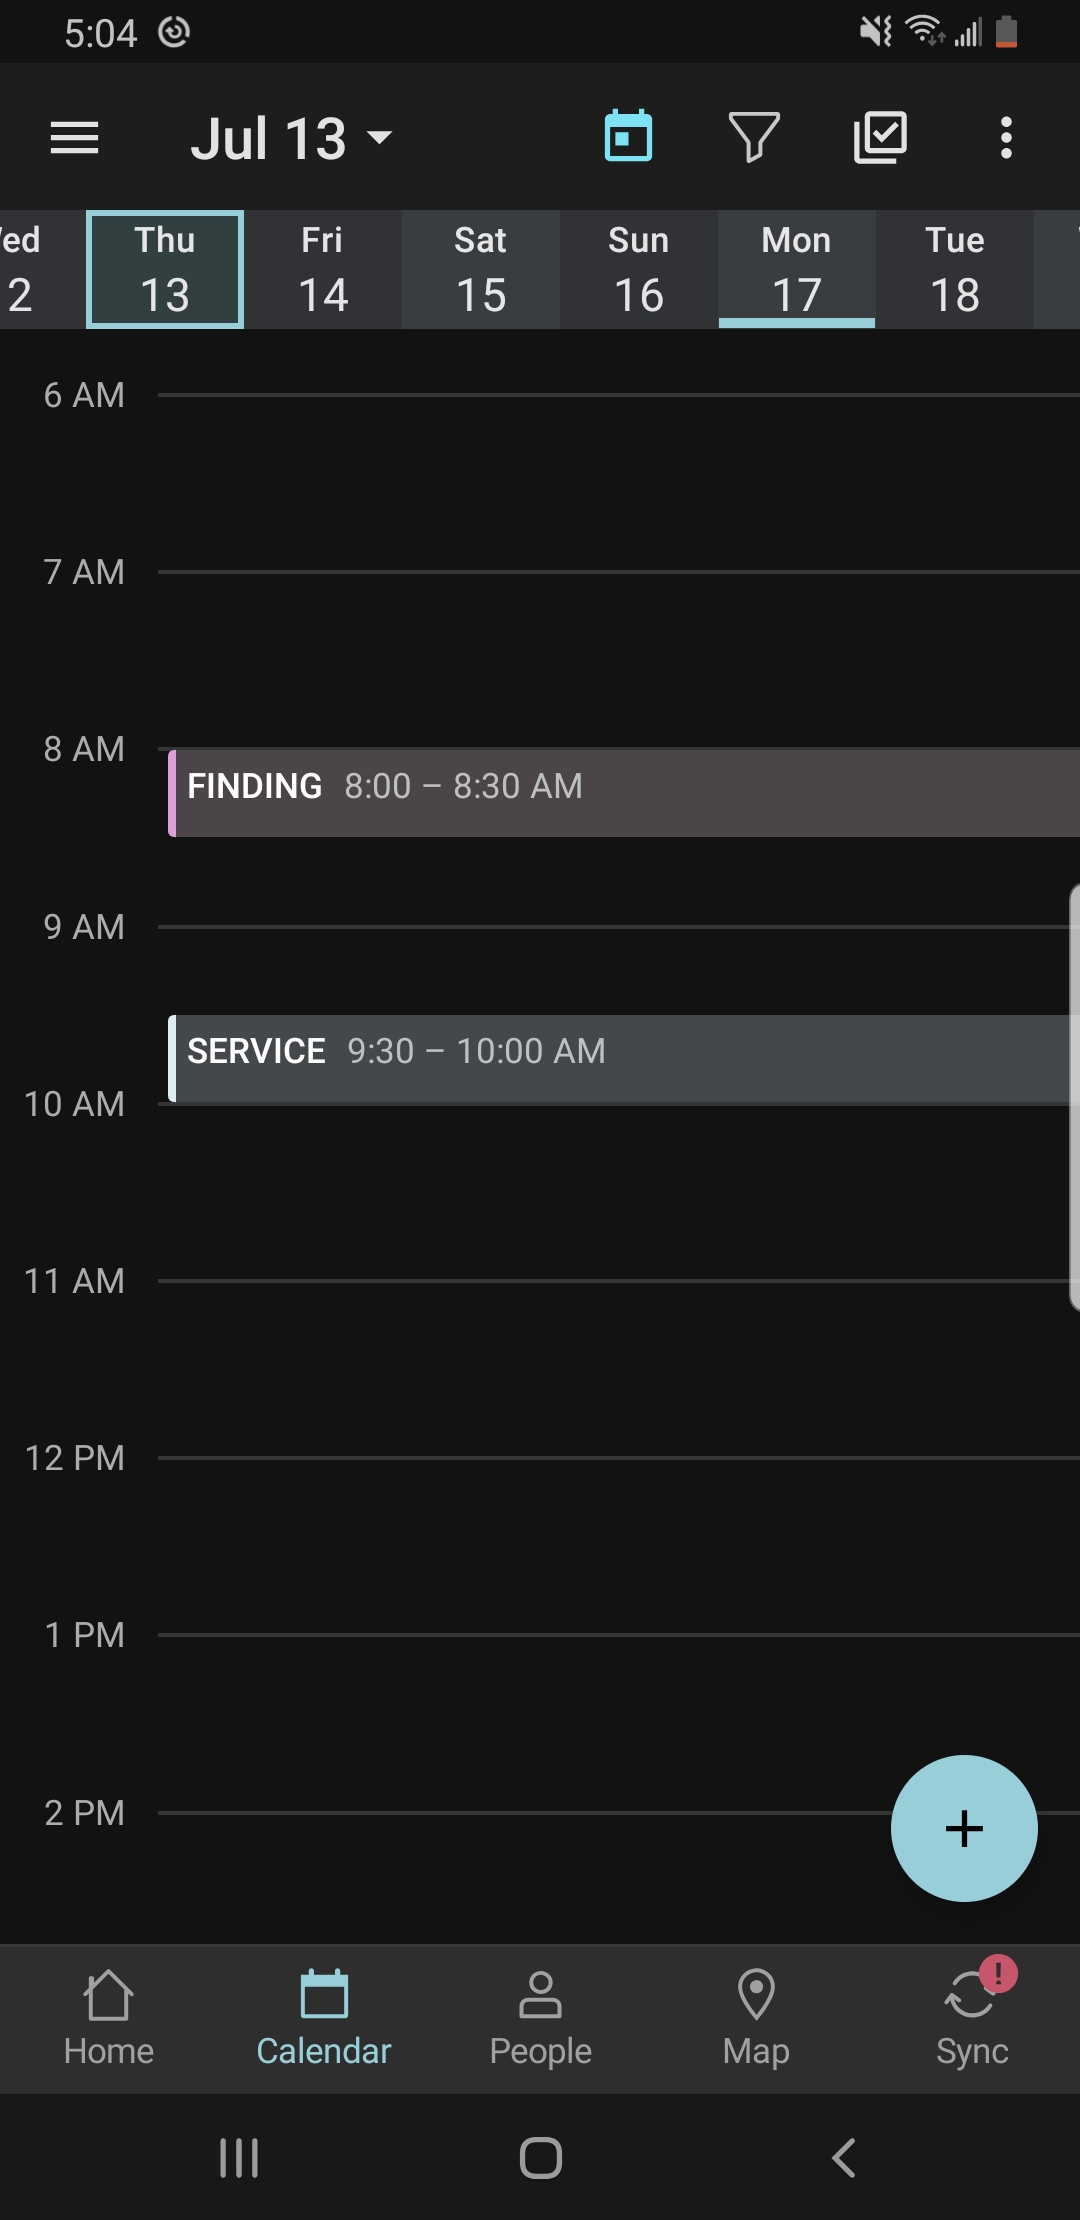 5:04
Jul 13
ed Thu Fri Sat Sun Mon Tue
2 13 14 15 16 17 18
6 AM
7 AM
8 AM
FINDING 8:00 – 8:30 AM
9 AM
SERVICE 9:30 – 10:00 AM
10 AM
11 AM
12 PM
1 PM
2 PM
Home Calendar People Map Sync